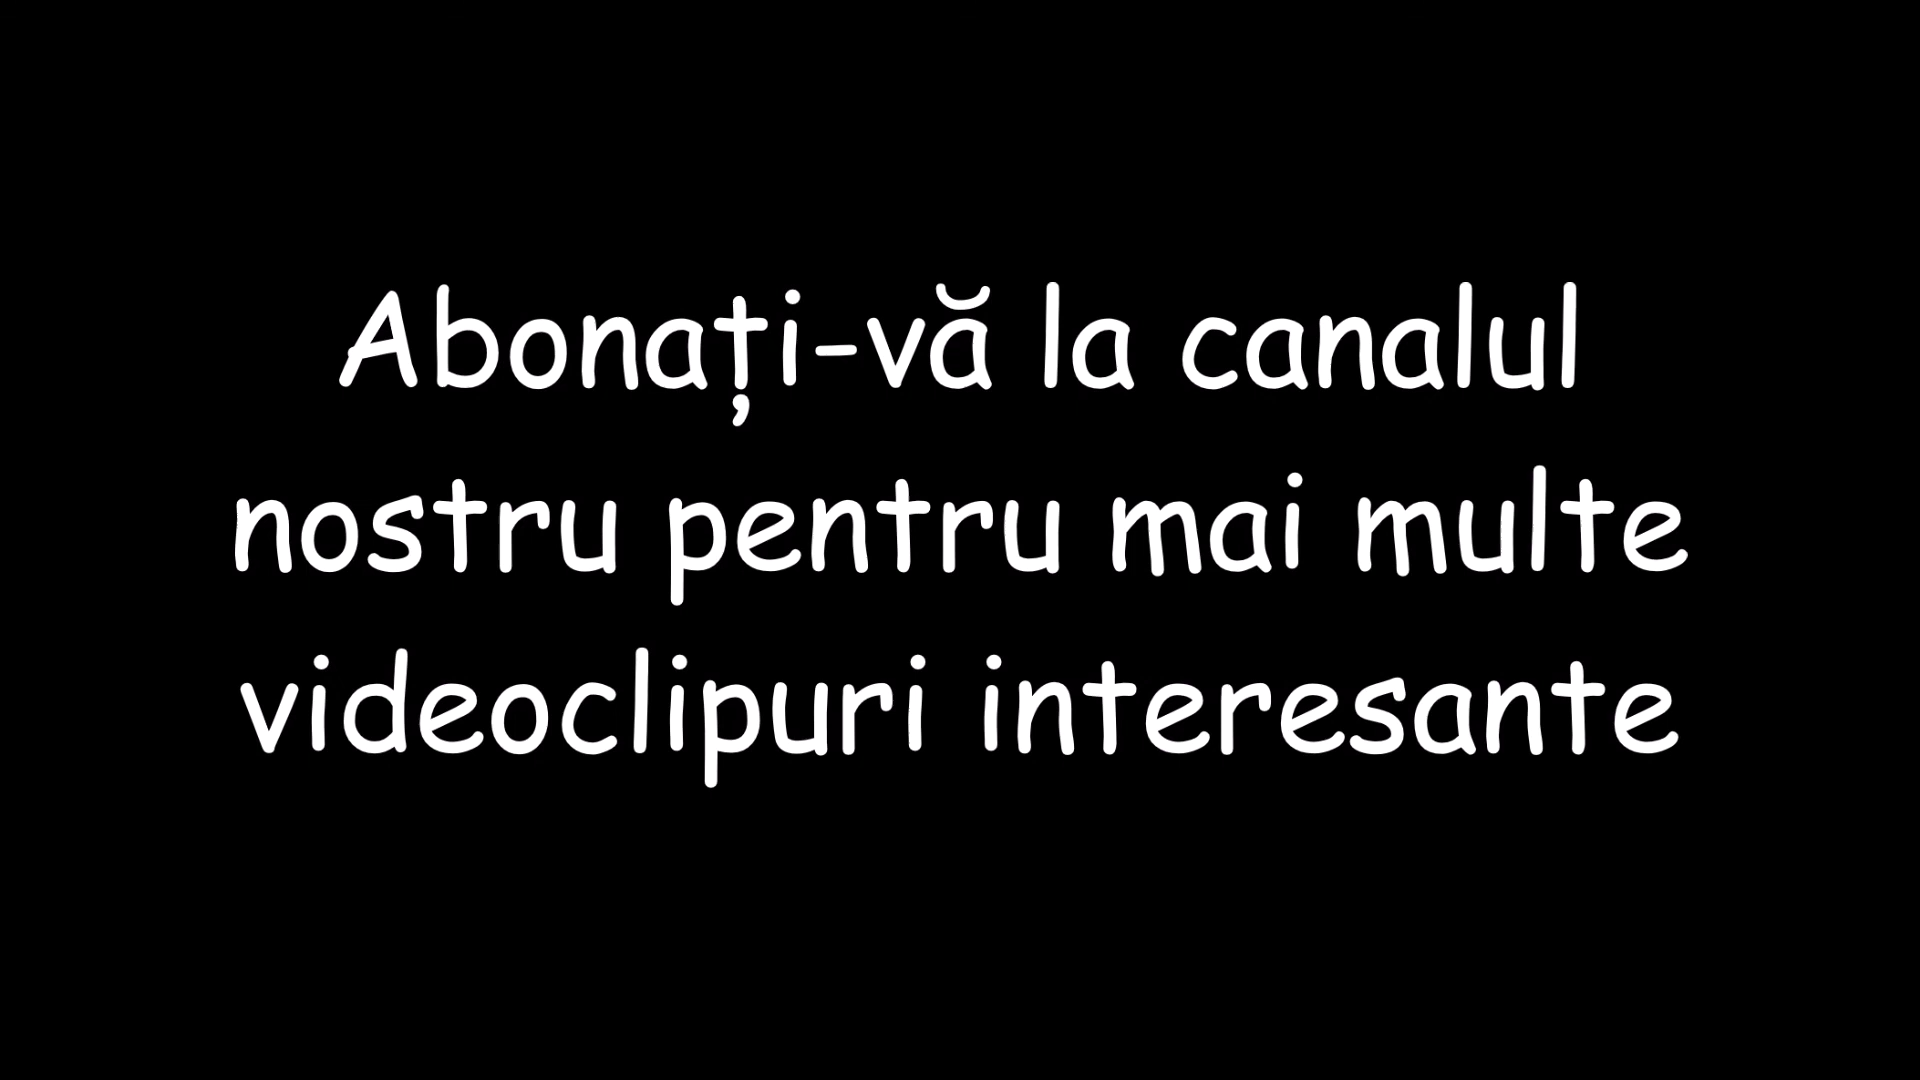 Abonați-vă la canalul
nostru pentru mai multe
videoclipuri interesante